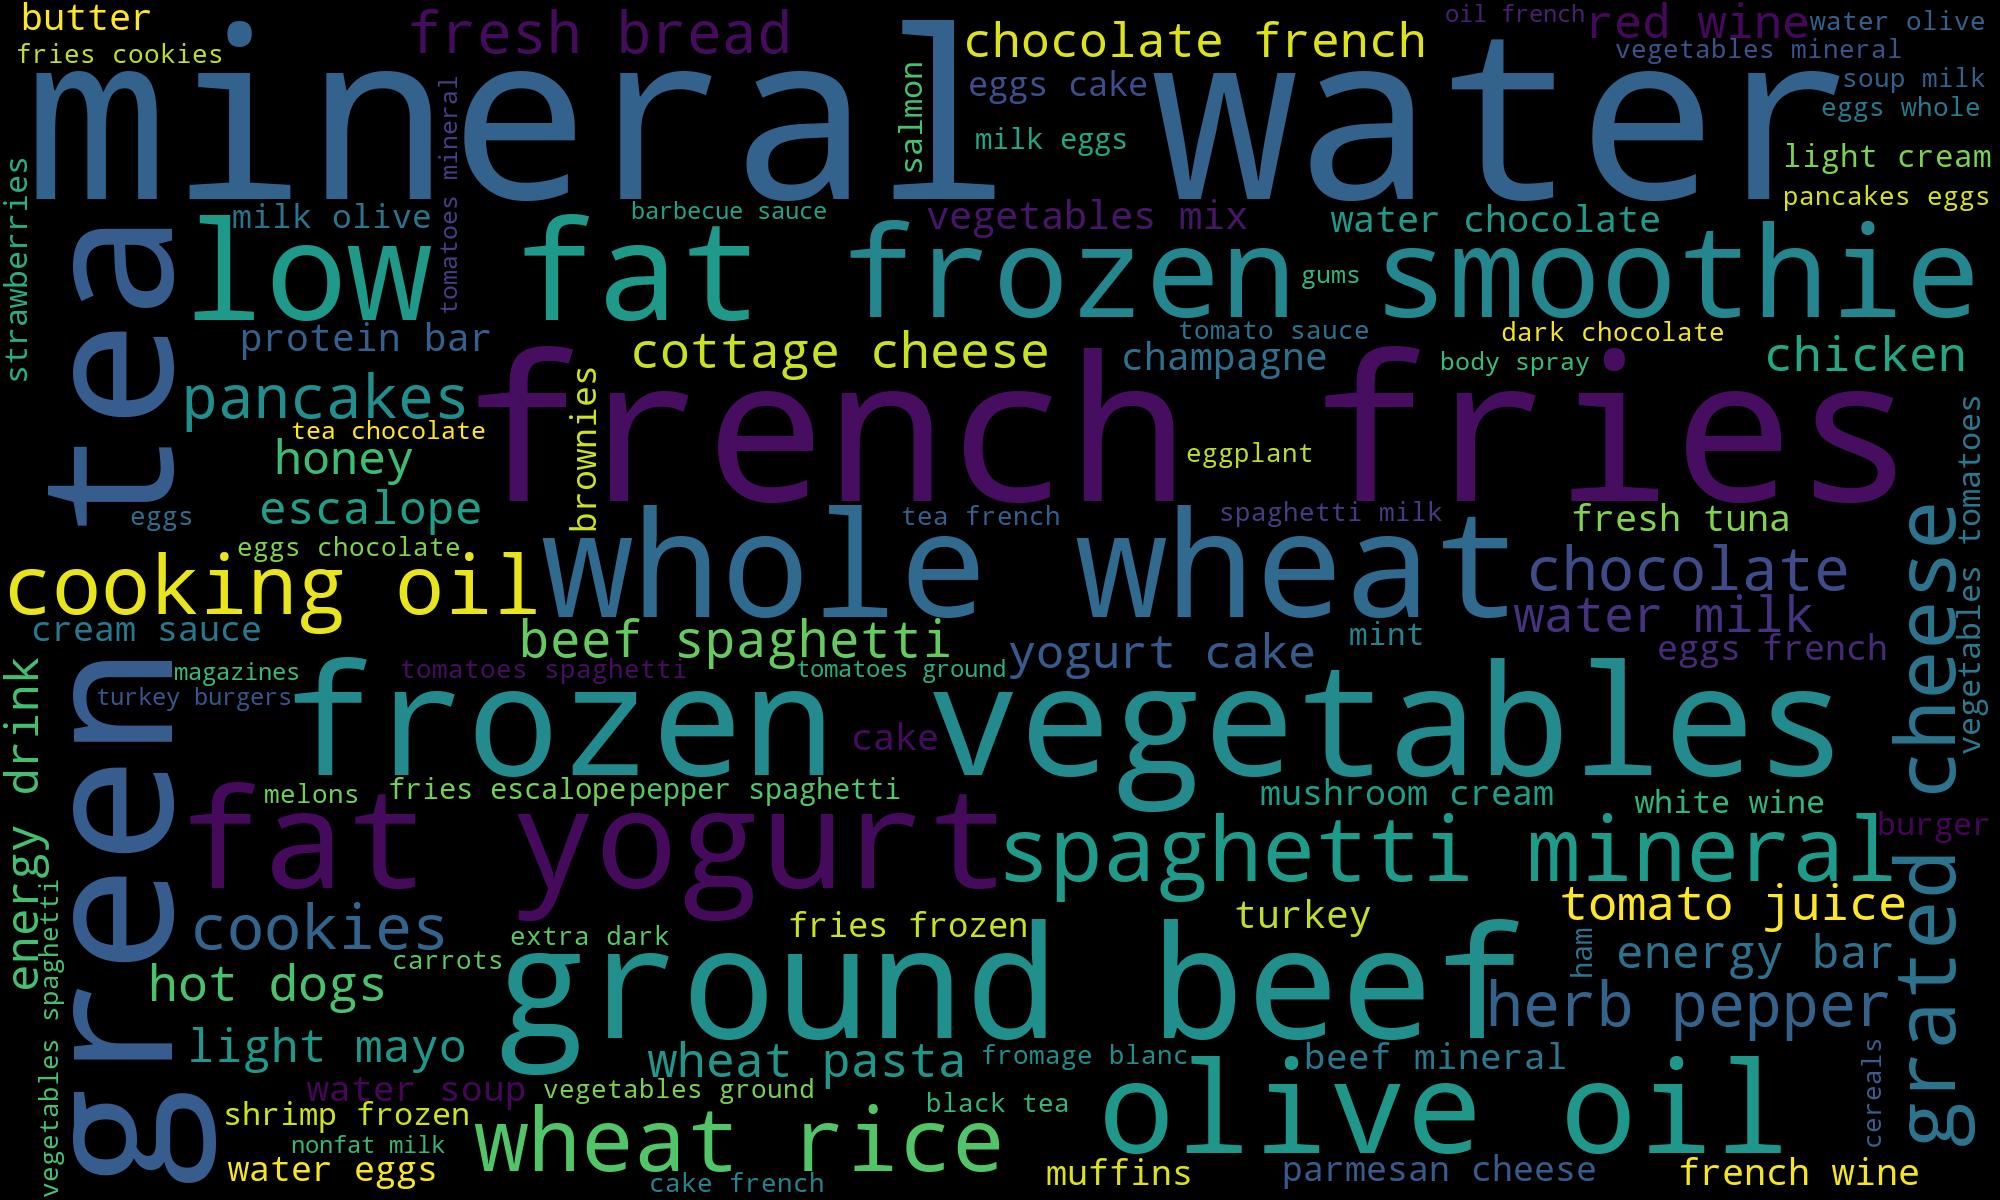 butter
fresh bread
chocolate french
oil french
red wine
water olive
fries cookies
mineral water
vegetables mineral
eggs cake
soup milk
salmon
eggs whole
milk eggs
light cream
pancakes eggs
tomatoes mineral
strawberries
milk olive
barbecue sauce
vegetables mix
water chocolate
low fat
frozen smoothie
gums
protein bar
cottage cheese
tomato sauce
dark chocolate
champagne
body spray
chicken
pancakes
french fries
brownies
tea chocolate
honey
eggplant
escalope
eggs
tea french
spaghetti milk
fresh tuna
vegetables tomatoes
eggs chocolate
cooking oil
whole wheat
chocolate
water milk
cream sauce
beef spaghetti
yogurt cake
mint
eggs french
green tea
energy drink
magazines
tomatoes spaghetti
tomatoes ground
turkey burgers
frozen vegetables
cake
melons
fries escalope
pepper spaghetti
mushroom cream
white wine
fat yogurt
spaghetti mineral
burger
grated cheese
cookies
fries frozen
turkey
tomato juice
extra dark
carrots
ham
energy bar
hot dogs
ground beef
herb pepper
vegetables spaghetti
light mayo
wheat pasta
fromage blanc
beef mineral
water soup
vegetables ground
black tea
olive oil
cereals
shrimp frozen
nonfat milk
wheat rice
water eggs
cake french
muffins
parmesan cheese
french wine